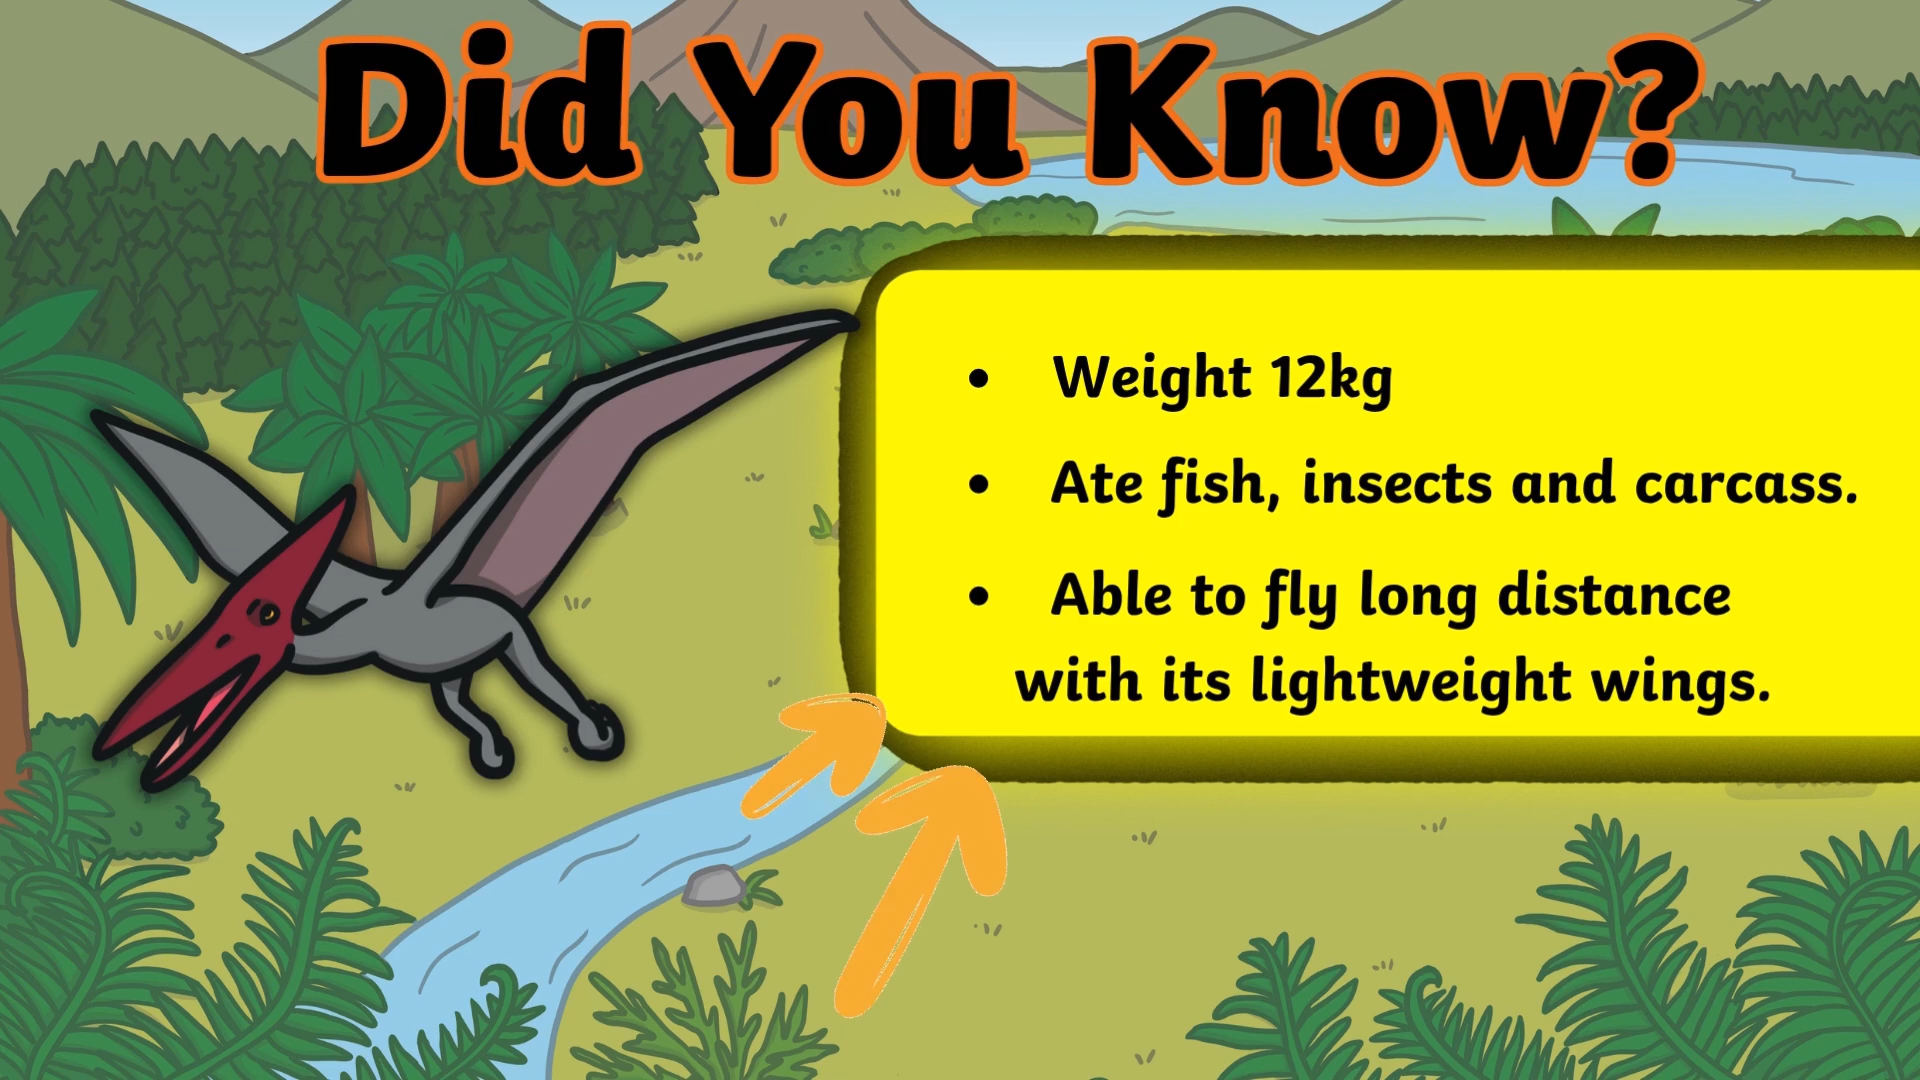 Did You Know?
• Weight 12kg
• Ate fish, insects and carcass.
• Able to fly long distance
with its lightweight wings.